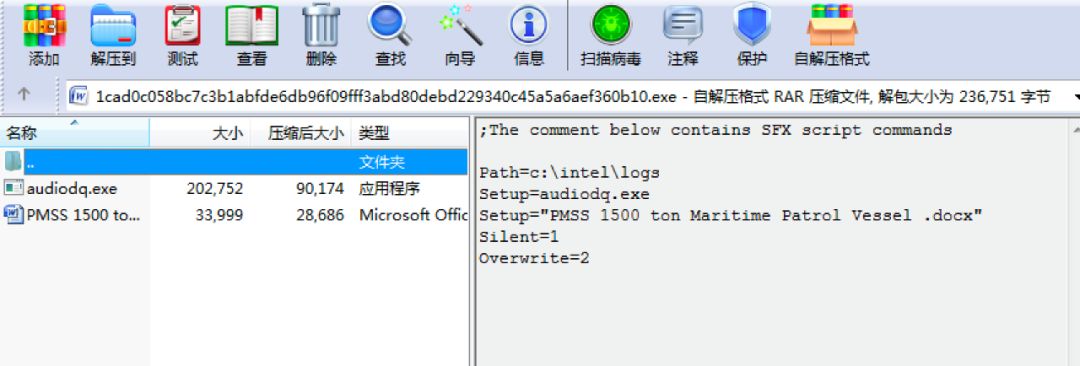 添加 解压到 测试 查看 删除 查找 向导 信息 扫描病毒 注释 保护 自解压格式
1cad0c058bc7c3b1abfde6db96f09fff3abd80debd229340c45a5a6aef360b10.exe - 自解压格式 RAR 压缩文件, 解包大小为 236,751 字节
名称 大小 压缩后大小 类型
.. 文件夹
audiodq.exe 202,752 90,174 应用程序
PMSS 1500 to... 33,999 28,686 Microsoft Offic
;The comment below contains SFX script commands
Path=c:\intel\logs
Setup=audiodq.exe
Setup="PMSS 1500 ton Maritime Patrol Vessel .docx"
Silent=1
Overwrite=2